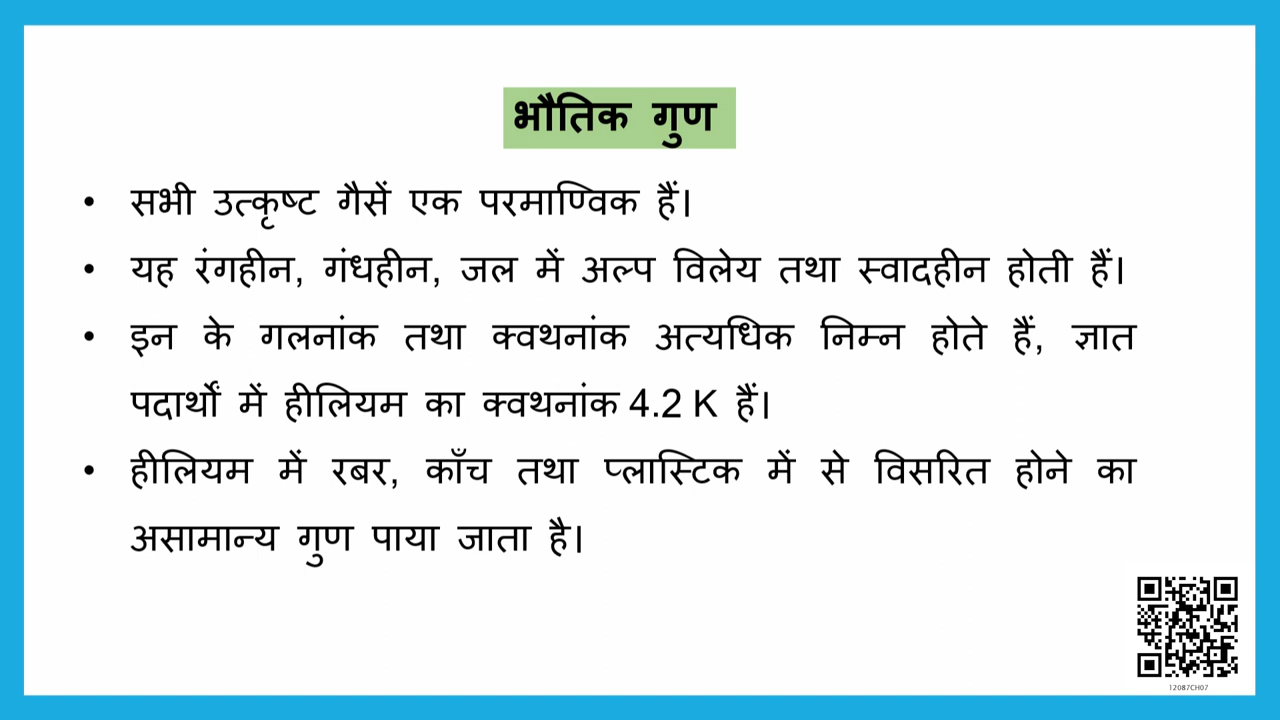 भौतिक गुण
• सभी उत्कृष्ट गैसें एक परमाण्विक हैं।
• यह रंगहीन, गंधहीन, जल में अल्प विलेय तथा स्वादहीन होती हैं।
• इन के गलनांक तथा क्वथनांक अत्यधिक निम्न होते हैं, ज्ञात
पदार्थों में हीलियम का क्वथनांक 4.2 K हैं।
• हीलियम में रबर, काँच तथा प्लास्टिक में से विसरित होने का
असामान्य गुण पाया जाता है।
12087CH07